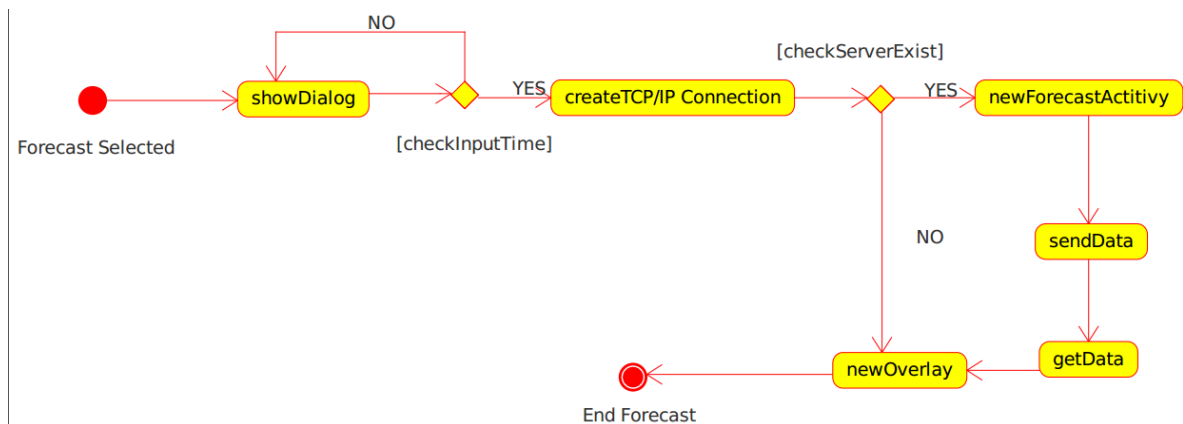 NO
[checkServerExist]
showDialog
YES
createTCP/IP Connection
YES
newForecastActitivy
Forecast Selected
[checkInputTime]
NO
sendData
newOverlay
getData
End Forecast